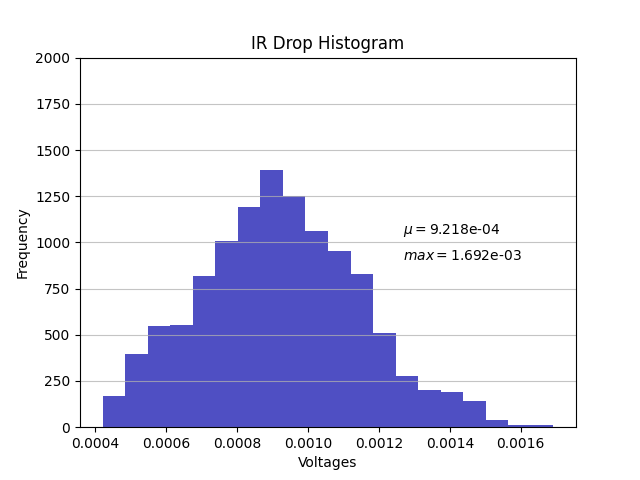 IR Drop Histogram
2000
1750
1500
1250
1000
750
500
250
0
Frequency
μ = 9.218e-04
max = 1.692e-03
0.0004 0.0006 0.0008 0.0010 0.0012 0.0014 0.0016
Voltages